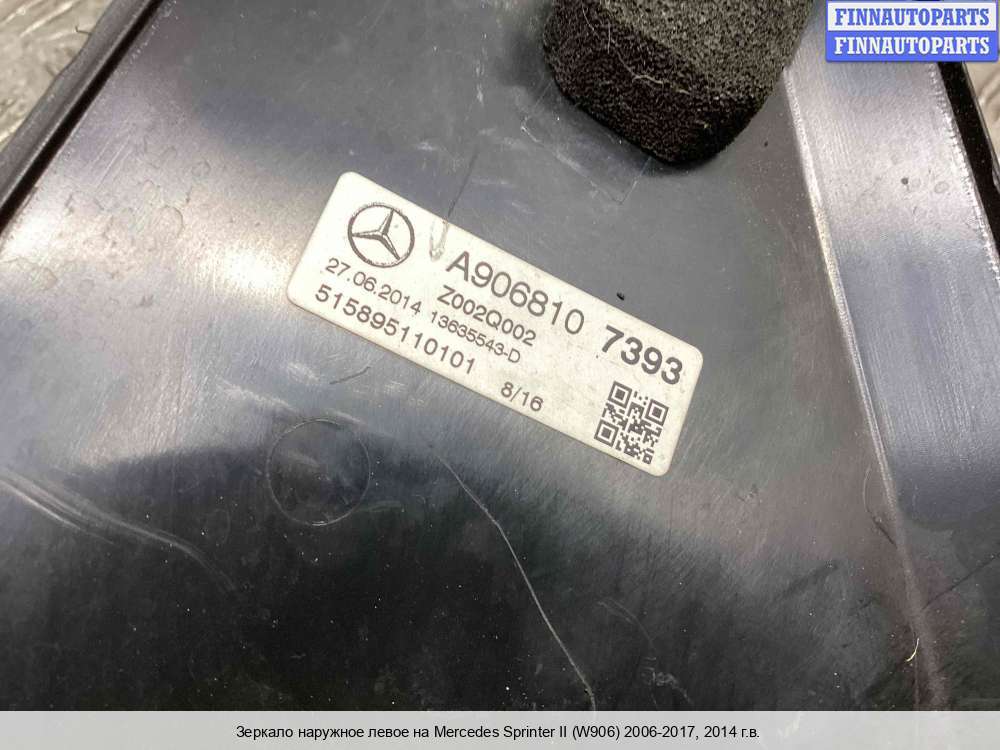 FINNAUTOPARTS
FINNAUTOPARTS
A906810 7393
Z002Q002
27.06.2014 13635543-D
515895110101 8/16
Зеркало наружное левое на Mercedes Sprinter II (W906) 2006-2017, 2014 г.в.